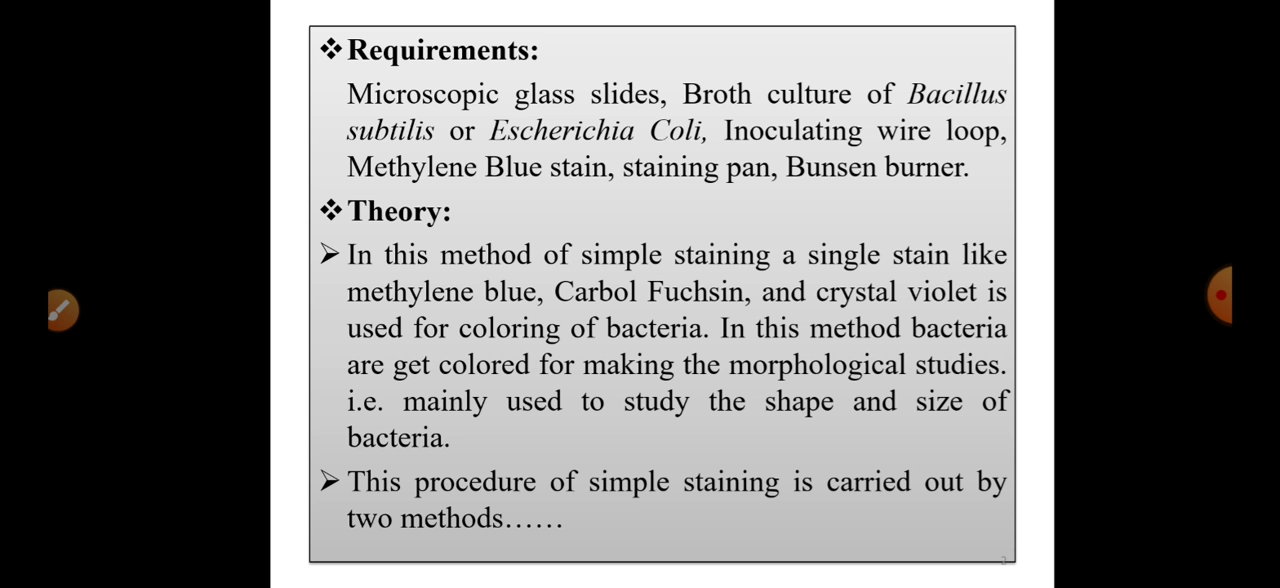 ❖Requirements:
Microscopic glass slides, Broth culture of Bacillus
subtilis or Escherichia Coli, Inoculating wire loop,
Methylene Blue stain, staining pan, Bunsen burner.
❖Theory:
➢ In this method of simple staining a single stain like
methylene blue, Carbol Fuchsin, and crystal violet is
used for coloring of bacteria. In this method bacteria
are get colored for making the morphological studies.
i.e. mainly used to study the shape and size of
bacteria.
➢ This procedure of simple staining is carried out by
two methods……